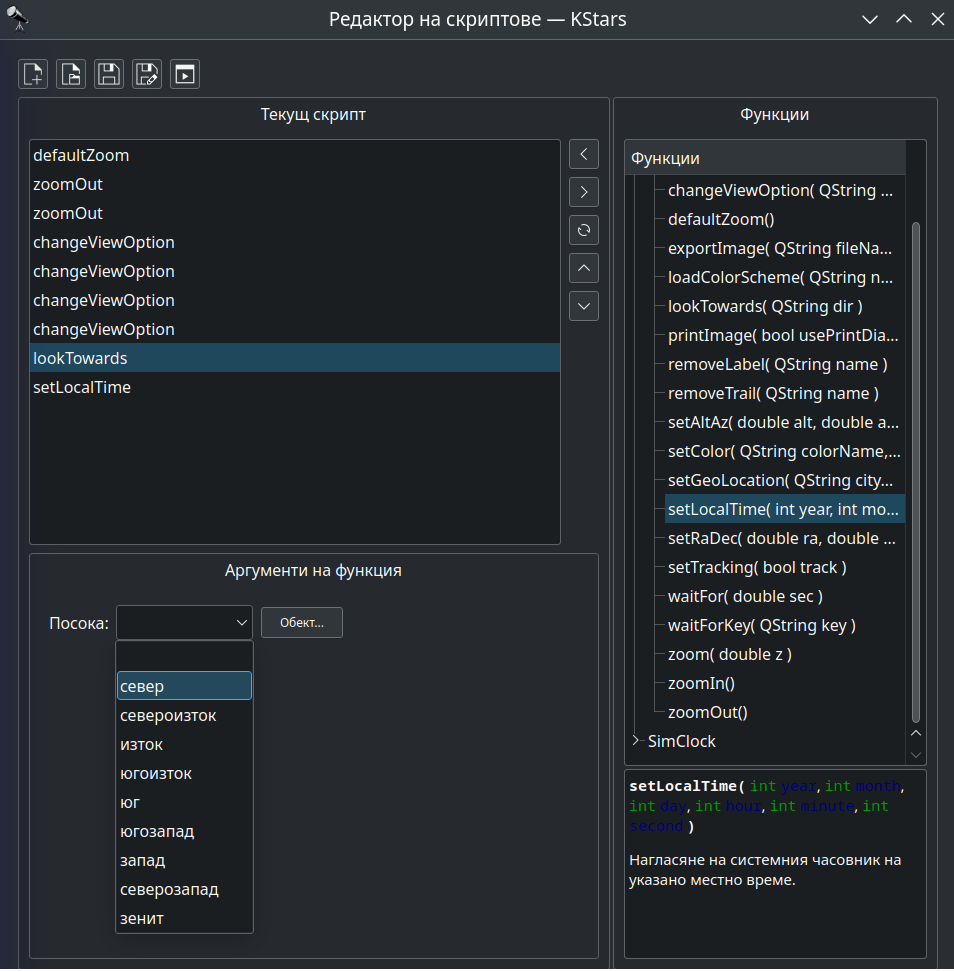 Редактор на скриптове — KStars
Текущ скрипт
defaultZoom
zoomOut
zoomOut
changeViewOption
changeViewOption
changeViewOption
changeViewOption
lookTowards
setLocalTime
Аргументи на функция
Посока:
Обект...
север
североизток
изток
югоизток
юг
югозапад
запад
северозапад
зенит
Функции
Функции
changeViewOption( QString ...
defaultZoom()
exportImage( QString fileNa...
loadColorScheme( QString n...
lookTowards( QString dir )
printImage( bool usePrintDia...
removeLabel( QString name )
removeTrail( QString name )
setAltAz( double alt, double a...
setColor( QString colorName,...
setGeoLocation( QString city...
setLocalTime( int year, int mo...
setRaDec( double ra, double ...
setTracking( bool track )
waitFor( double sec )
waitForKey( QString key )
zoom( double z )
zoomIn()
zoomOut()
SimClock
setLocalTime( int year, int month,
int day, int hour, int minute, int
second )
Нагласяне на системния часовник на
указано местно време.